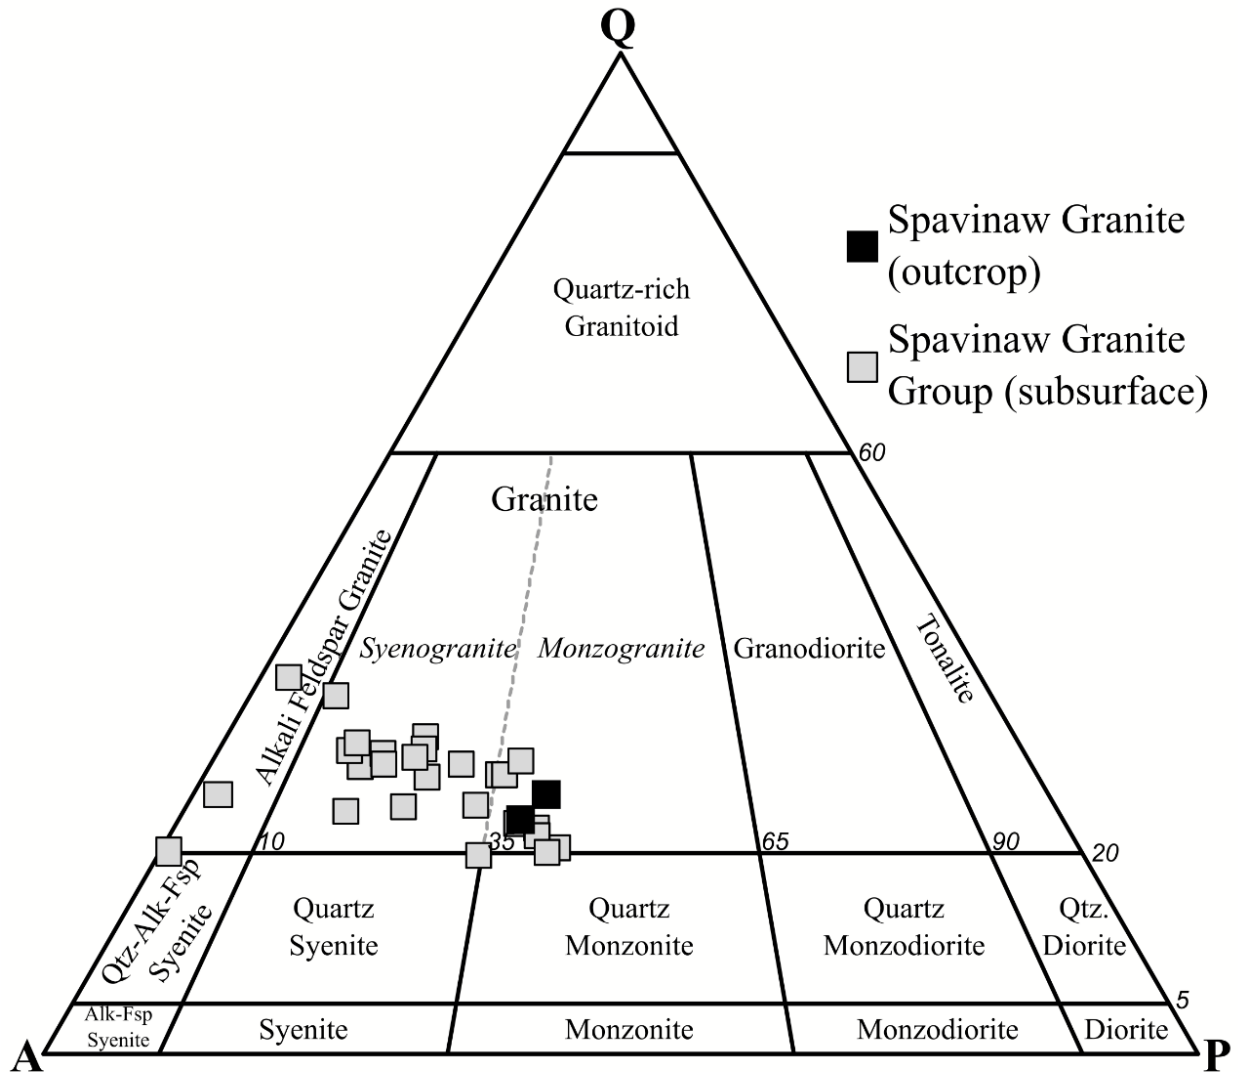 Q
Spavinaw Granite
(outcrop)
Spavinaw Granite
Group (subsurface)
Quartz-rich
Granitoid
60
Granite
Alkali Feldspar Granite
Syenogranite
Monzogranite
Granodiorite
Tonalite
10
35
65
90
20
Qtz-Alk-Fsp
Syenite
Quartz
Syenite
Quartz
Monzonite
Quartz
Monzodiorite
Qtz.
Diorite
5
Alk-Fsp
Syenite
Syenite
Monzonite
Monzodiorite
Diorite
A
P